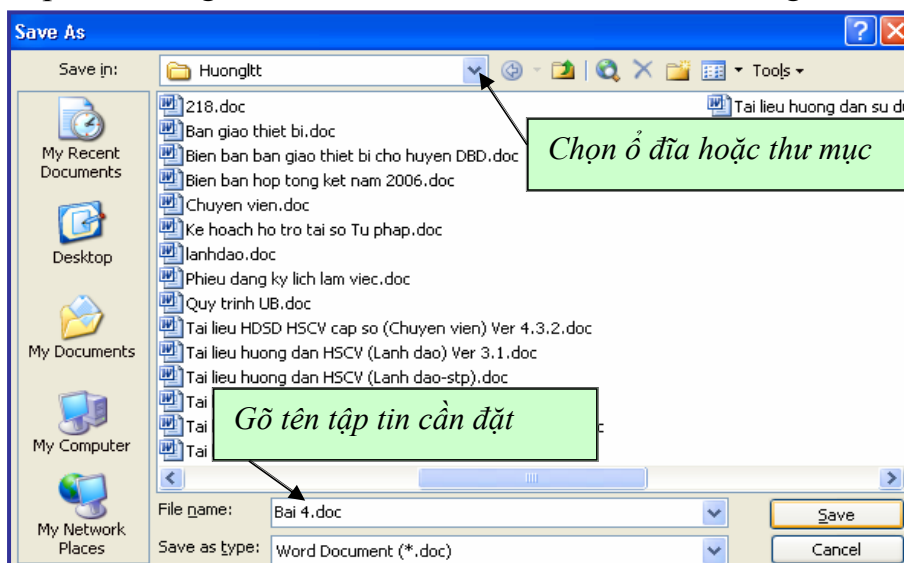 Save As
Save in:
Huongltt
Tools
My Recent
Documents
Desktop
My Documents
My Computer
My Network
Places
218.doc
Ban giao thiet bi.doc
Bien ban ban giao thiet bi cho huyen DBD.doc
Bien ban hop tong ket nam 2006.doc
Chuyen vien.doc
Ke hoach ho tro tai so Tu phap.doc
lanhdao.doc
Phieu dang ky lich lam viec.doc
Quy trinh UB.doc
Tai lieu HDSD HSCV cap so (Chuyen vien) Ver 4.3.2.doc
Tai lieu huong dan HSCV (Lanh dao) Ver 3.1.doc
Tai lieu huong dan HSCV (Lanh dao-stp).doc
Tai
Tai
Tai
Tai lieu huong dan su
Chọn ổ đĩa hoặc thư mục
Gõ tên tập tin cần đặt
File name:
Bai 4.doc
Save
Save as type:
Word Document (*.doc)
Cancel